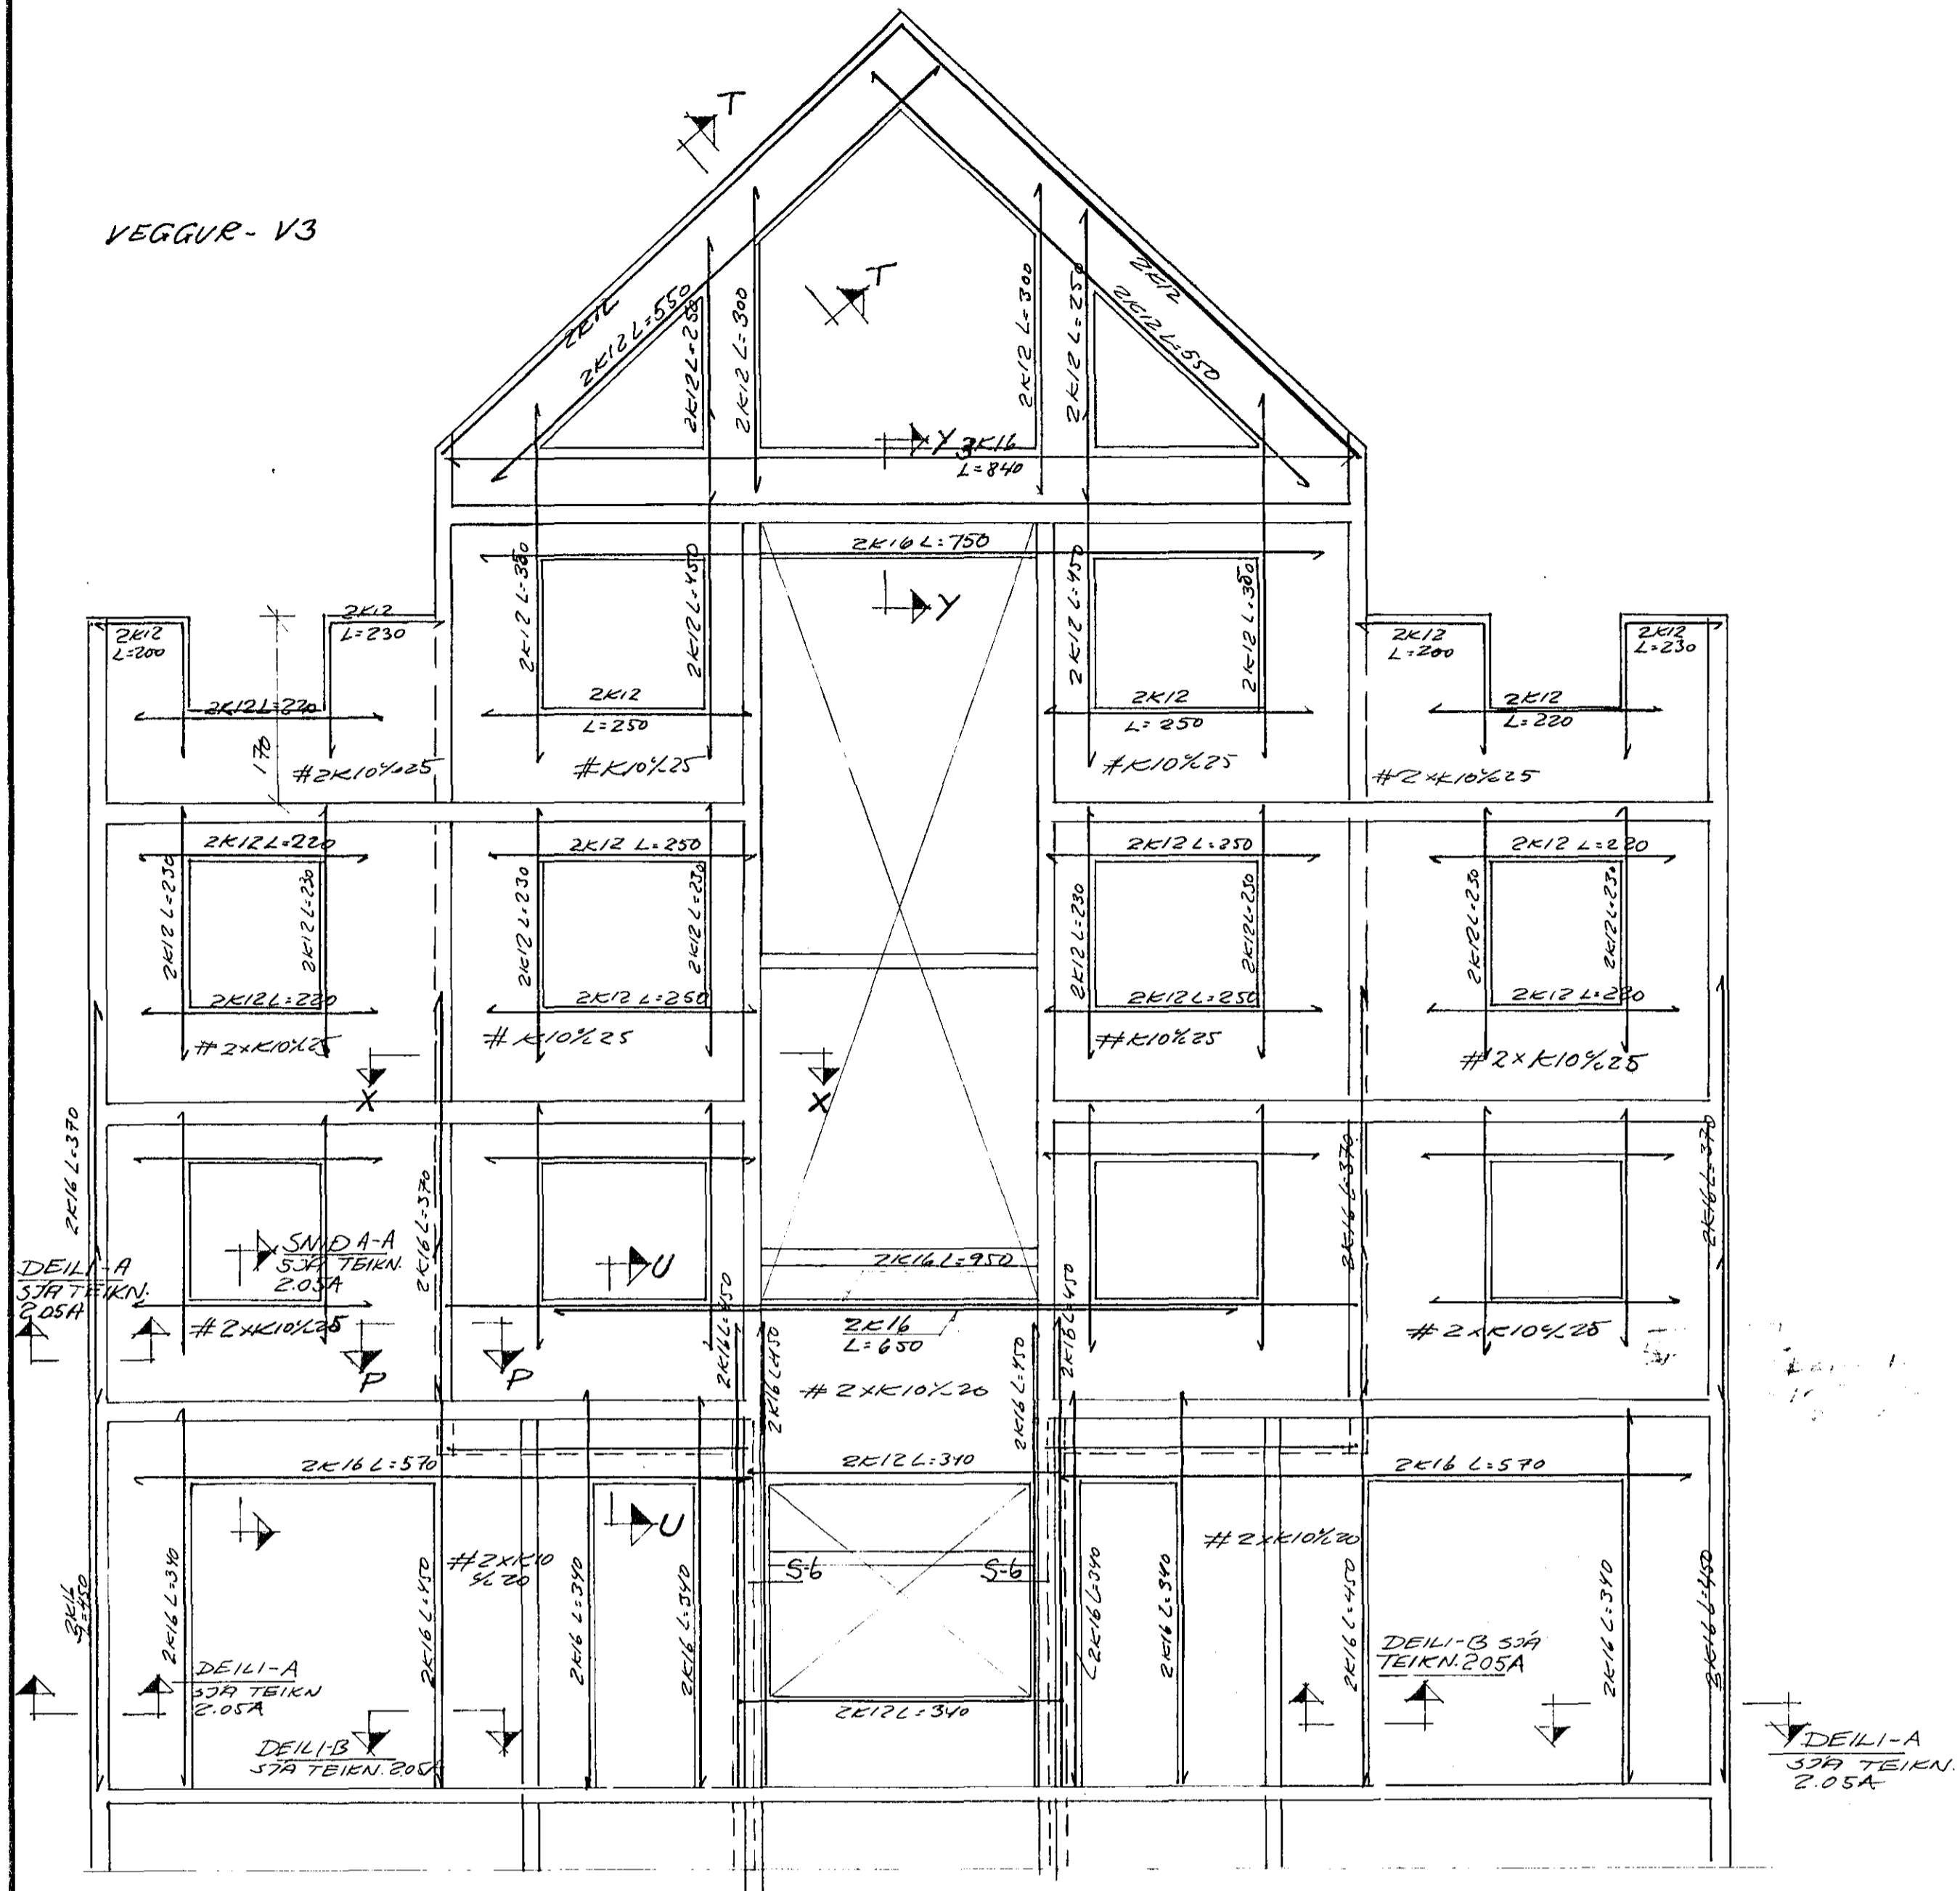 VEGGUR - V3
T
T
2K12
2K12 L=550
2K12 L=250
2K12 L=300
2K12 L=300
2K12 L=250
2K12
2K12 L=550
Y
3K16
L=840
2K16 L=750
2K12 L=450
2K12 L=450
Y
2K12
L=200
2K12
L=230
2K12 L=220
170
#2K10%25
2K12
L=250
#K10%25
2K12
L=250
#K10%25
2K12
L=200
2K12
L=230
2K12
L=220
#2xK10%25
2K12 L=220
2K12 L=230
2K12 L=230
2K12 L=220
#2xK10%25
2K12 L=250
2K12 L=230
2K12 L=230
2K12 L=250
#K10%25
2K12 L=250
2K12 L=230
2K12 L=230
2K12 L=250
#K10%25
2K12 L=220
2K12 L=230
2K12 L=230
2K12 L=220
#2xK10%25
X
X
2K16 L=370
2K16 L=370
2K16 L=370
2K16 L=370
DEILI-A
SJÁ TEIKN.
2.05A
SNIÐ A-A
SJÁ TEIKN.
2.05A
#2xK10%25
P
P
U
2K16 L=950
2K16
L=650
2K16 L=450
2K16 L=450
2K16 L=450
2K16 L=450
#2xK10%20
#2xK10%25
2K16 L=570
2K12 L=340
2K16 L=570
U
#2xK10
%20
S-6
S-6
#2xK10%20
2K16
L=450
2K16 L=340
2K16 L=450
2K16 L=340
2K16 L=340
2K16 L=340
2K16 L=340
2K16 L=450
2K16 L=340
2K16 L=450
2K12 L=340
DEILI-A
SJÁ TEIKN
2.05A
DEILI-B
SJÁ TEIKN. 2.05A
DEILI-B SJÁ
TEIKN. 205A
DEILI-A
SJÁ TEIKN.
2.05A